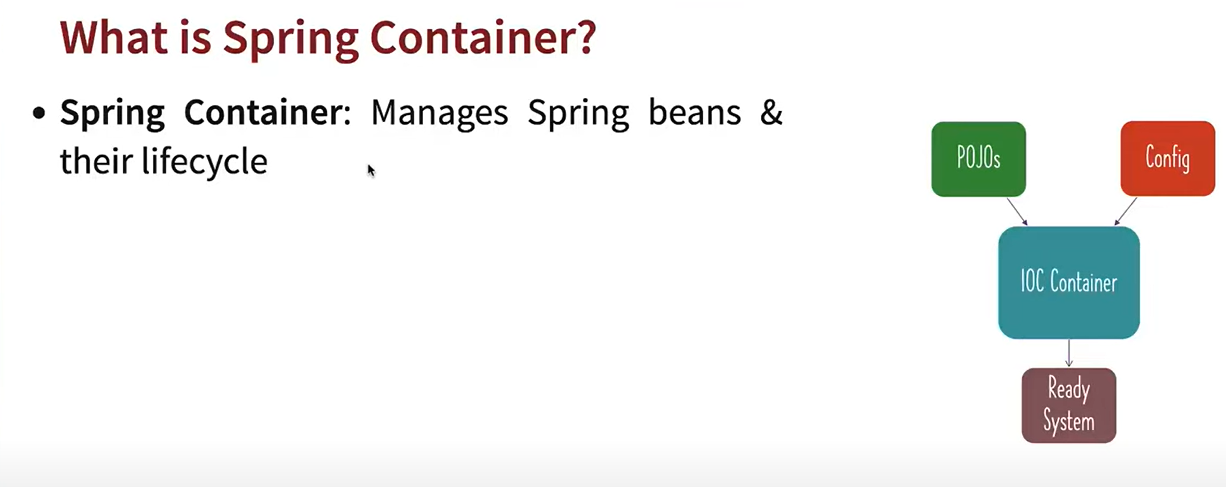 What is Spring Container?
• Spring Container: Manages Spring beans &
their lifecycle
POJOs
Config
IOC Container
Ready
System